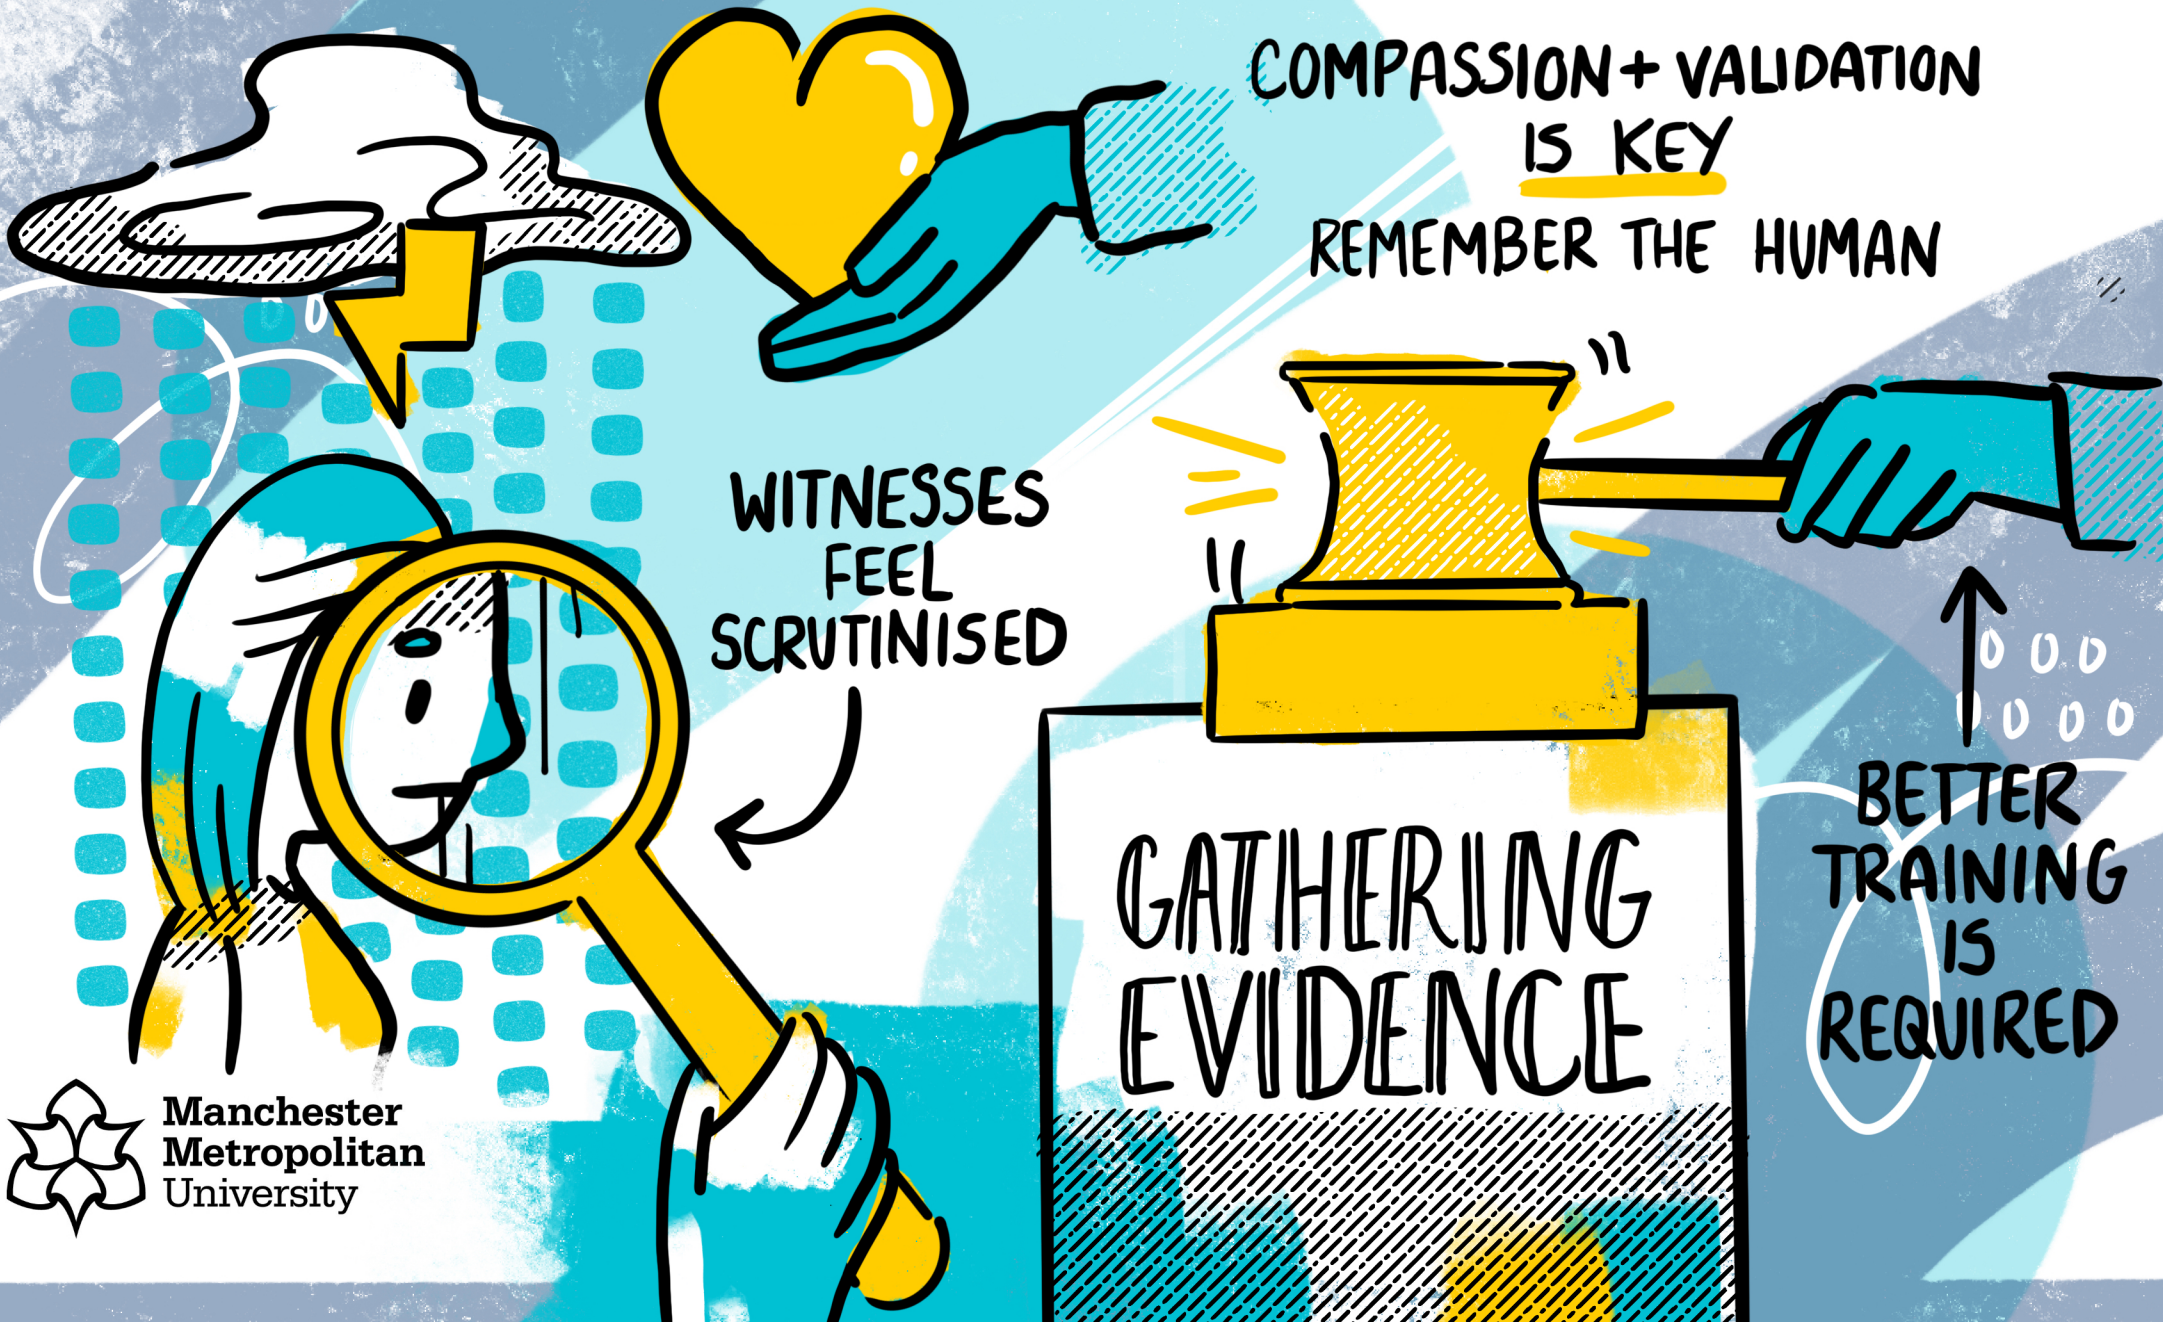 COMPASSION + VALIDATION
IS KEY
REMEMBER THE HUMAN
WITNESSES
FEEL
SCRUTINISED
GATHERING
EVIDENCE
BETTER
TRAINING
IS
REQUIRED
Manchester
Metropolitan
University